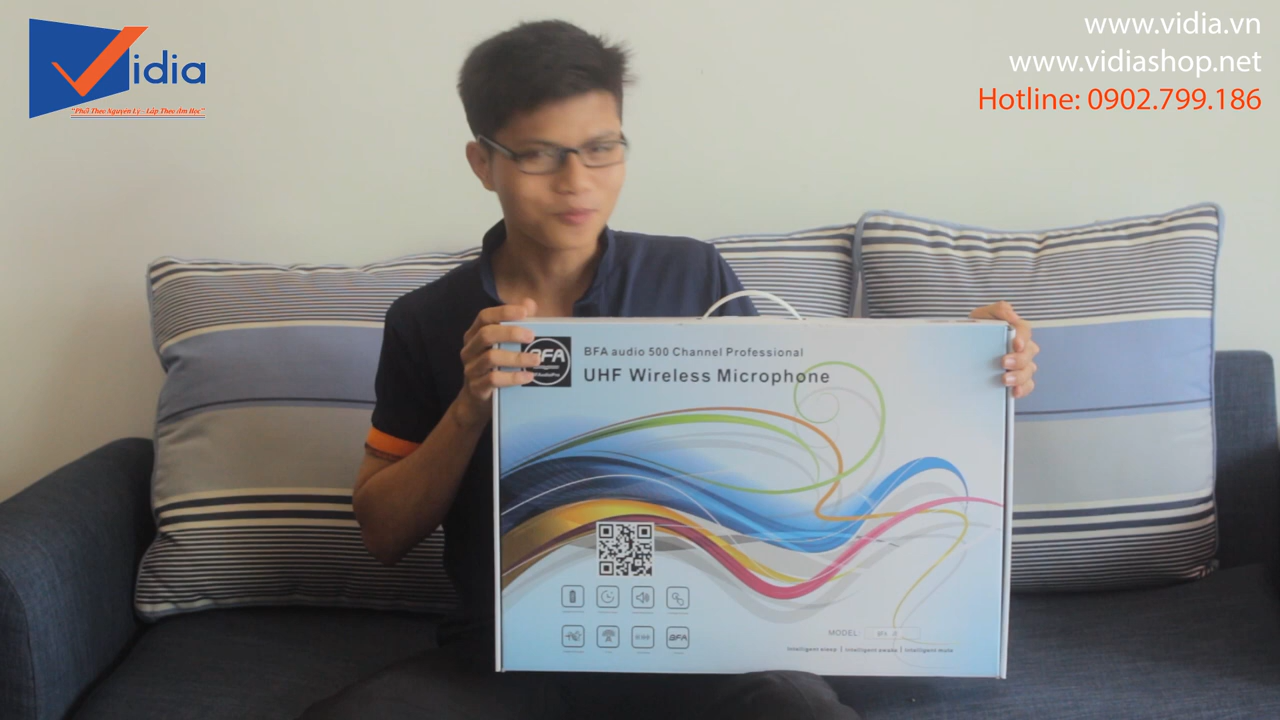 Vidia
"Phối Theo Nguyên Lý - Lắp Theo Âm Học"
www.vidia.vn
www.vidiashop.net
Hotline: 0902.799.186
BFA
BFA audio 500 Channel Professional
UHF Wireless Microphone
BFA
MODEL:
Intelligent sleep | Intelligent awake | Intelligent mute